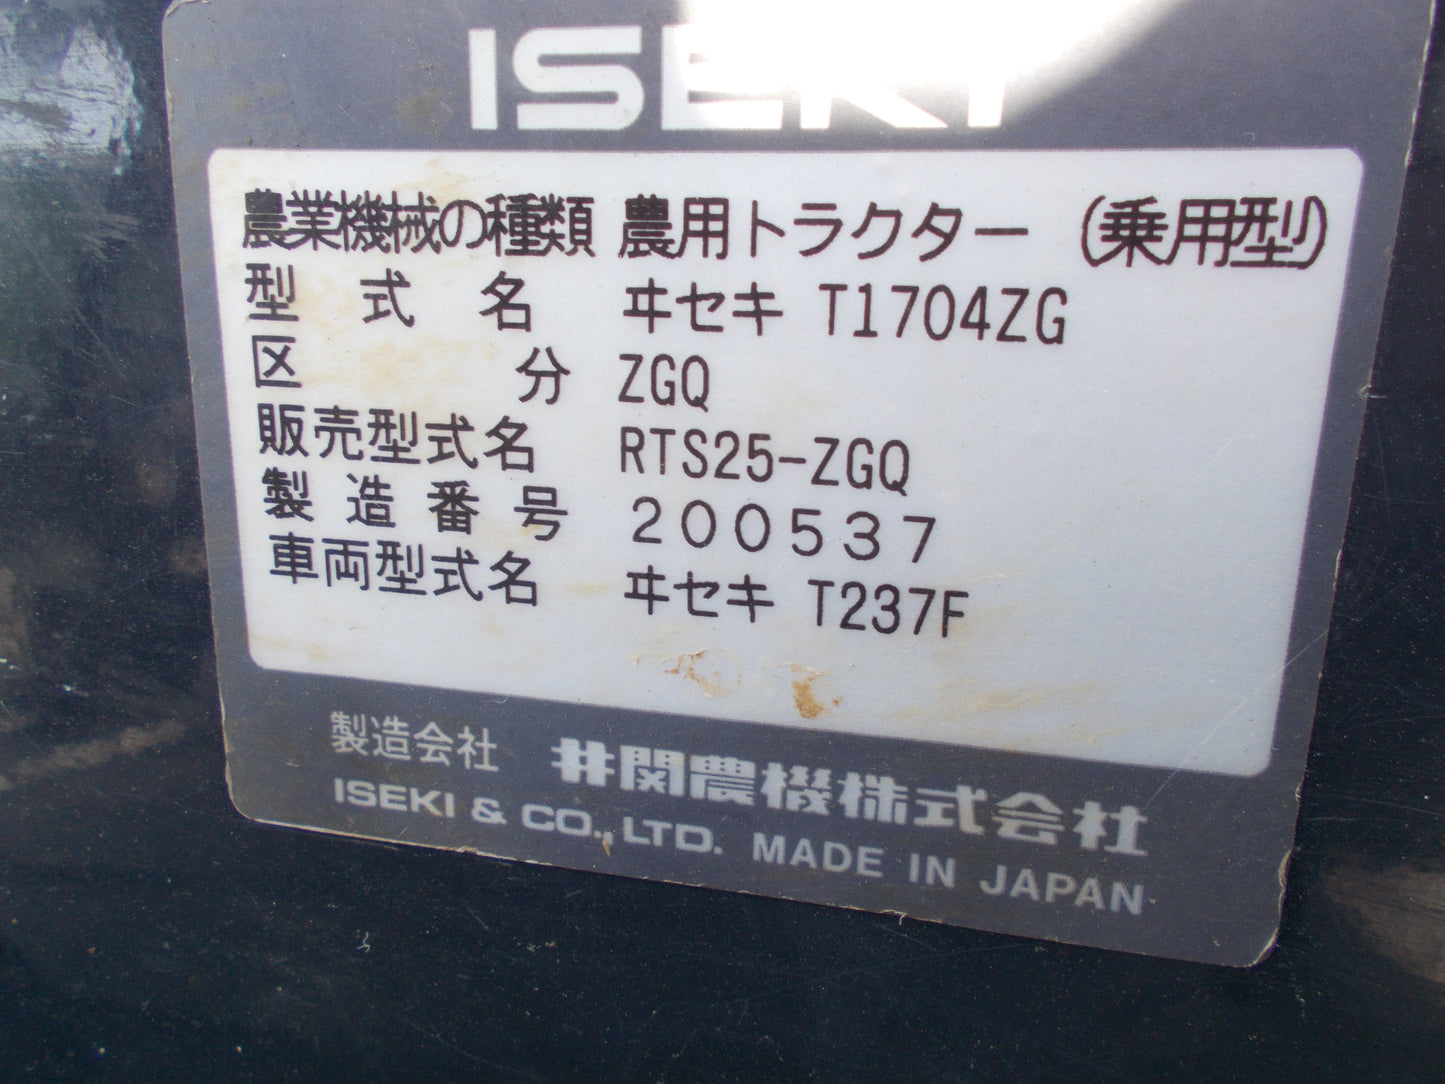 ISEKI
農業機械の種類 農用トラクター (乗用型)
型式名 ヰセキ T1704ZG
区分 ZGQ
販売型式名 RTS25-ZGQ
製造番号 200537
車両型式名 ヰセキ T237F
製造会社 井関農機株式会社
ISEKI & CO., LTD. MADE IN JAPAN